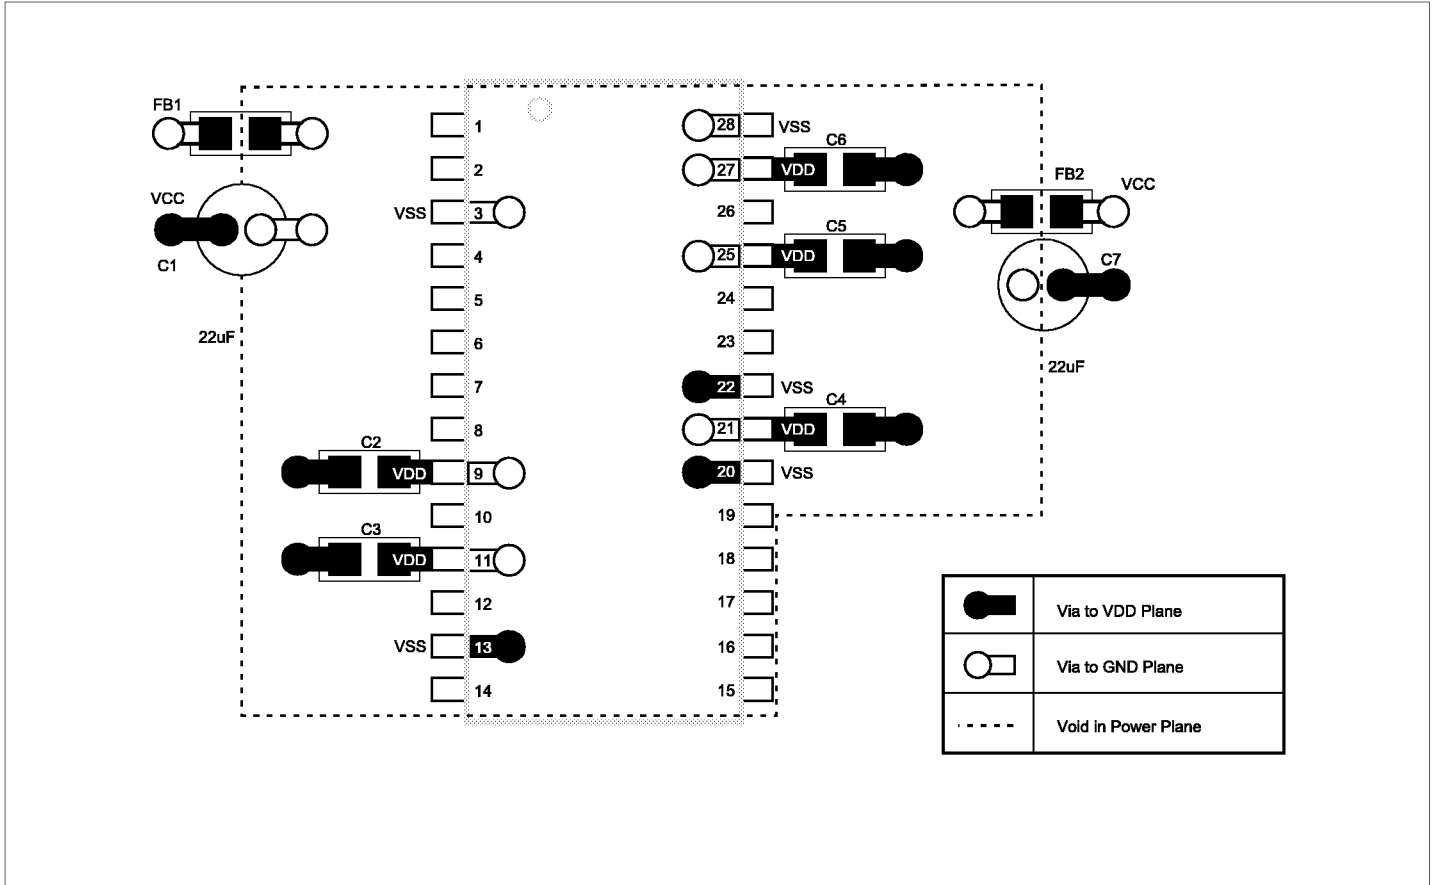 FB1
1
28
VSS
C6
2
27
VDD
FB2
VCC
VCC
VSS
3
26
C5
C1
4
25
VDD
C7
5
24
22uF
6
23
22uF
7
22
VSS
C4
8
21
VDD
C2
VDD
9
20
VSS
10
19
C3
VDD
11
18
12
17
VSS
13
16
14
15
Via to VDD Plane
Via to GND Plane
Void in Power Plane